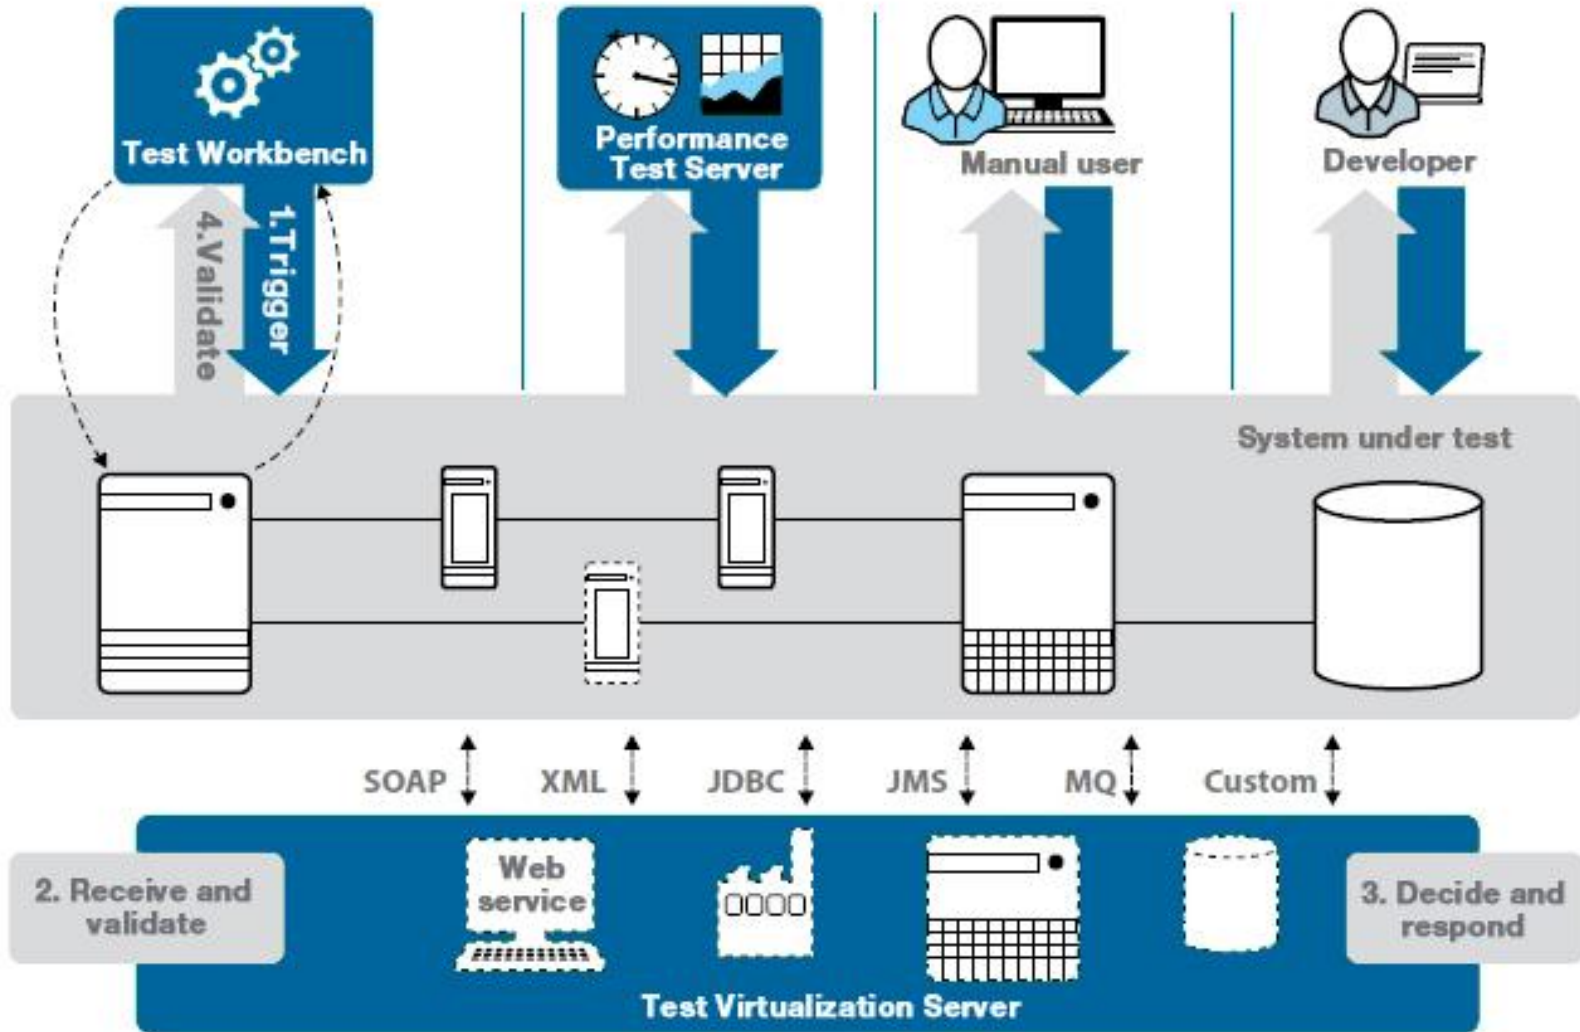 Test Workbench
Performance
Test Server
Manual user
Developer
4.Validate
1.Trigger
System under test
SOAP
XML
JDBC
JMS
MQ
Custom
2. Receive and
validate
Web
service
3. Decide and
respond
Test Virtualization Server